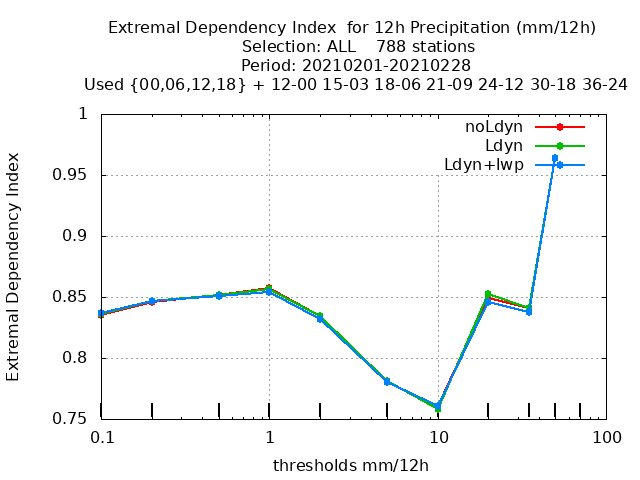 Extremal Dependency Index  for 12h Precipitation (mm/12h)
Selection: ALL    788 stations
Period: 20210201-20210228
Used {00,06,12,18} + 12-00 15-03 18-06 21-09 24-12 30-18 36-24
noLdyn
Ldyn
Ldyn+lwp
1
0.95
0.9
0.85
0.8
0.75
Extremal Dependency Index
0.1 1 10 100
thresholds mm/12h